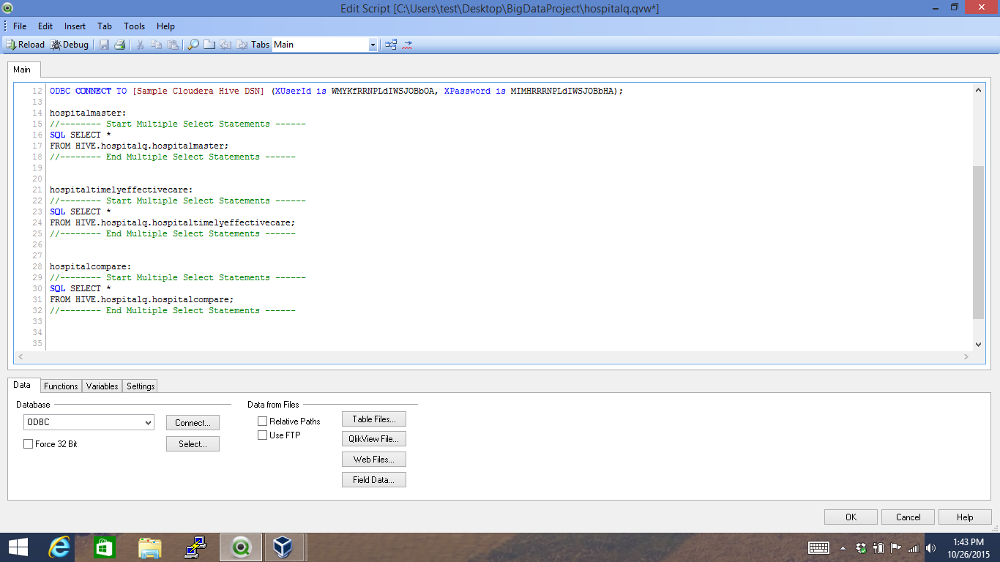 Edit Script [C:\Users\test\Desktop\BigDataProject\hospitalq.qvw*]
File Edit Insert Tab Tools Help
Reload Debug Tabs Main
Main
12 ODBC CONNECT TO [Sample Cloudera Hive DSN] (XUserId is WMYKfRRNPLdIWSJOBbOA, XPassword is MIMHRRRNPLdIWSJOBbHA);
13
14 hospitalmaster:
15 //-------- Start Multiple Select Statements ------
16 SQL SELECT *
17 FROM HIVE.hospitalq.hospitalmaster;
18 //-------- End Multiple Select Statements ------
19
20
21 hospitaltimelyeffectivecare:
22 //-------- Start Multiple Select Statements ------
23 SQL SELECT *
24 FROM HIVE.hospitalq.hospitaltimelyeffectivecare;
25 //-------- End Multiple Select Statements ------
26
27
28 hospitalcompare:
29 //-------- Start Multiple Select Statements ------
30 SQL SELECT *
31 FROM HIVE.hospitalq.hospitalcompare;
32 //-------- End Multiple Select Statements ------
33
34
35
Data Functions Variables Settings
Database Data from Files
ODBC Connect... Relative Paths Table Files...
Force 32 Bit Select... Use FTP QlikView File...
Web Files...
Field Data...
OK Cancel Help
1:43 PM
10/26/2015